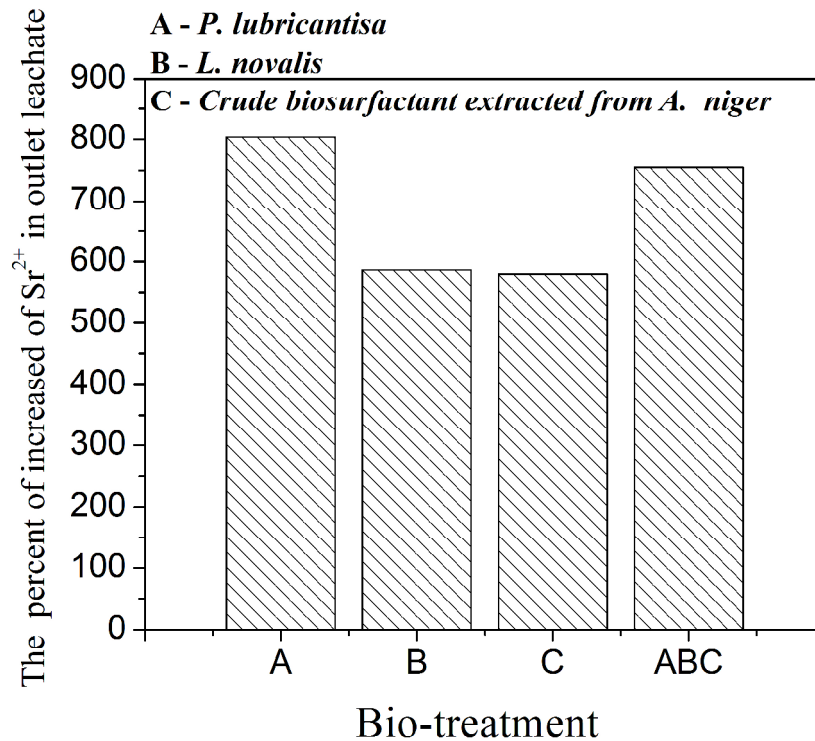 A - P. lubricantisa
B - L. novalis
C - Crude biosurfactant extracted from A. niger
The percent of increased of Sr²⁺ in outlet leachate
900
800
700
600
500
400
300
200
100
0
A B C ABC
Bio-treatment